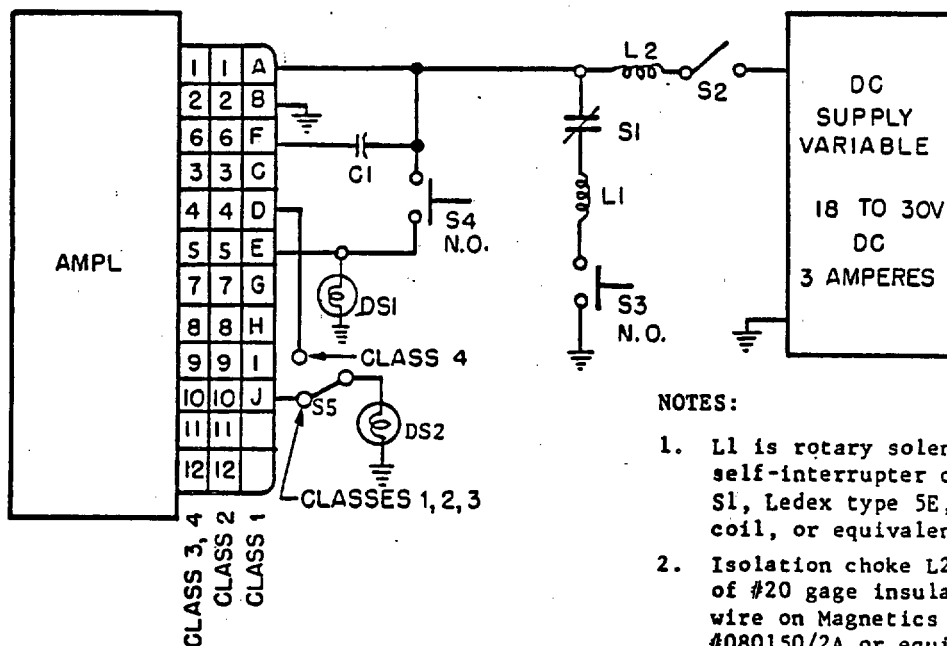 AMPL
1 1 A
2 2 B
6 6 F
3 3 C
4 4 D
5 5 E
7 7 G
8 8 H
9 9 I
10 10 J
11 11
12 12
CLASS 3, 4
CLASS 2
CLASS 1
C1
S4
N.O.
DS1
CLASS 4
S5
DS2
CLASSES 1, 2, 3
L2
S2
S1
L1
S3
N.O.
DC
SUPPLY
VARIABLE
18 TO 30V
DC
3 AMPERES
NOTES:
1. L1 is rotary solen
self-interrupter c
S1, Ledex type 5E,
coil, or equivalen
2. Isolation choke L2
of #20 gage insula
wire on Magnetics
#080150/2A or equi